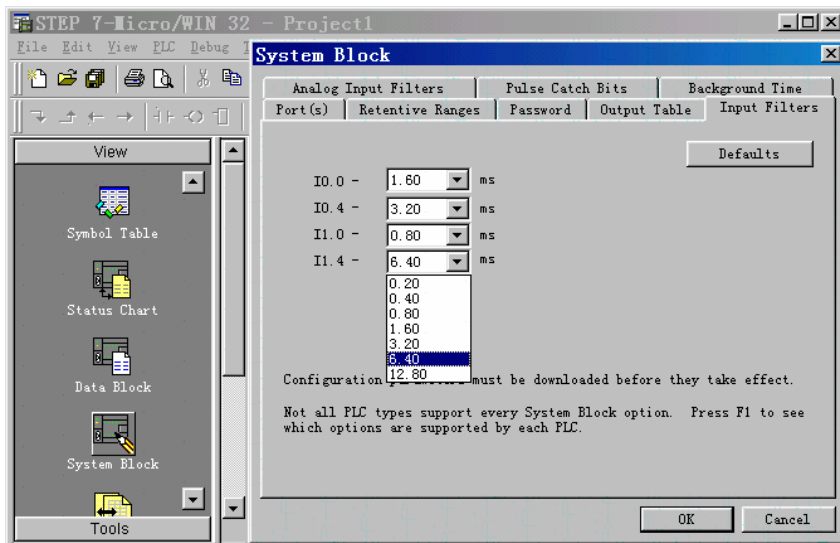 STEP 7-Micro/WIN 32 - Project1
File Edit View PLC Debug
System Block
Analog Input Filters Pulse Catch Bits Background Time
Port(s) Retentive Ranges Password Output Table Input Filters
View
Defaults
I0.0 - 1.60 ms
I0.4 - 3.20 ms
I1.0 - 0.80 ms
I1.4 - 6.40 ms
0.20
0.40
0.80
1.60
3.20
6.40
12.80
Symbol Table
Status Chart
Data Block
System Block
Configuration must be downloaded before they take effect.
Not all PLC types support every System Block option. Press F1 to see
which options are supported by each PLC.
Tools
OK Cancel